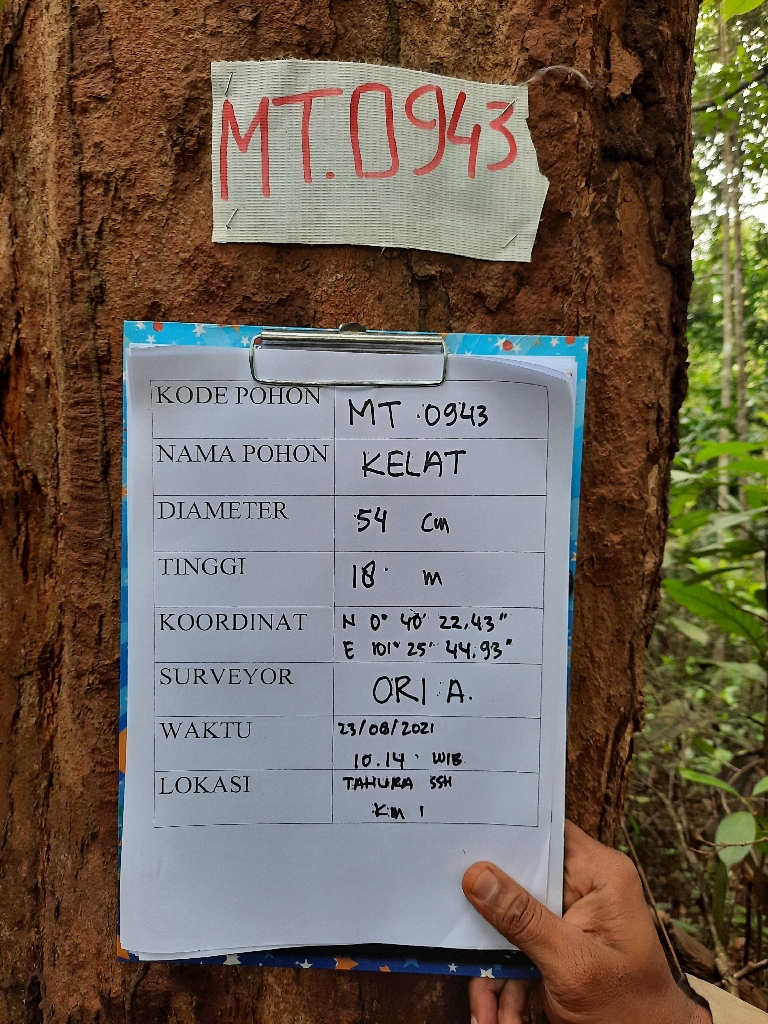 MT.0943
KODE POHON MT 0943
NAMA POHON KELAT
DIAMETER 54 cm
TINGGI 18 m
KOORDINAT N 0° 40' 22,43"
E 101° 25' 44,93"
SURVEYOR ORI A.
WAKTU 23/08/2021
10.14 WIB
LOKASI TAHURA SSH
Km 1